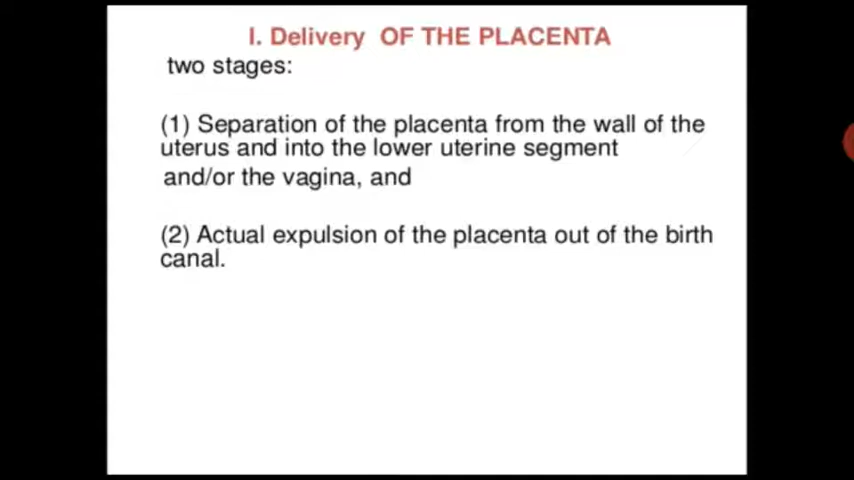 I. Delivery OF THE PLACENTA
two stages:
(1) Separation of the placenta from the wall of the
uterus and into the lower uterine segment
and/or the vagina, and
(2) Actual expulsion of the placenta out of the birth
canal.